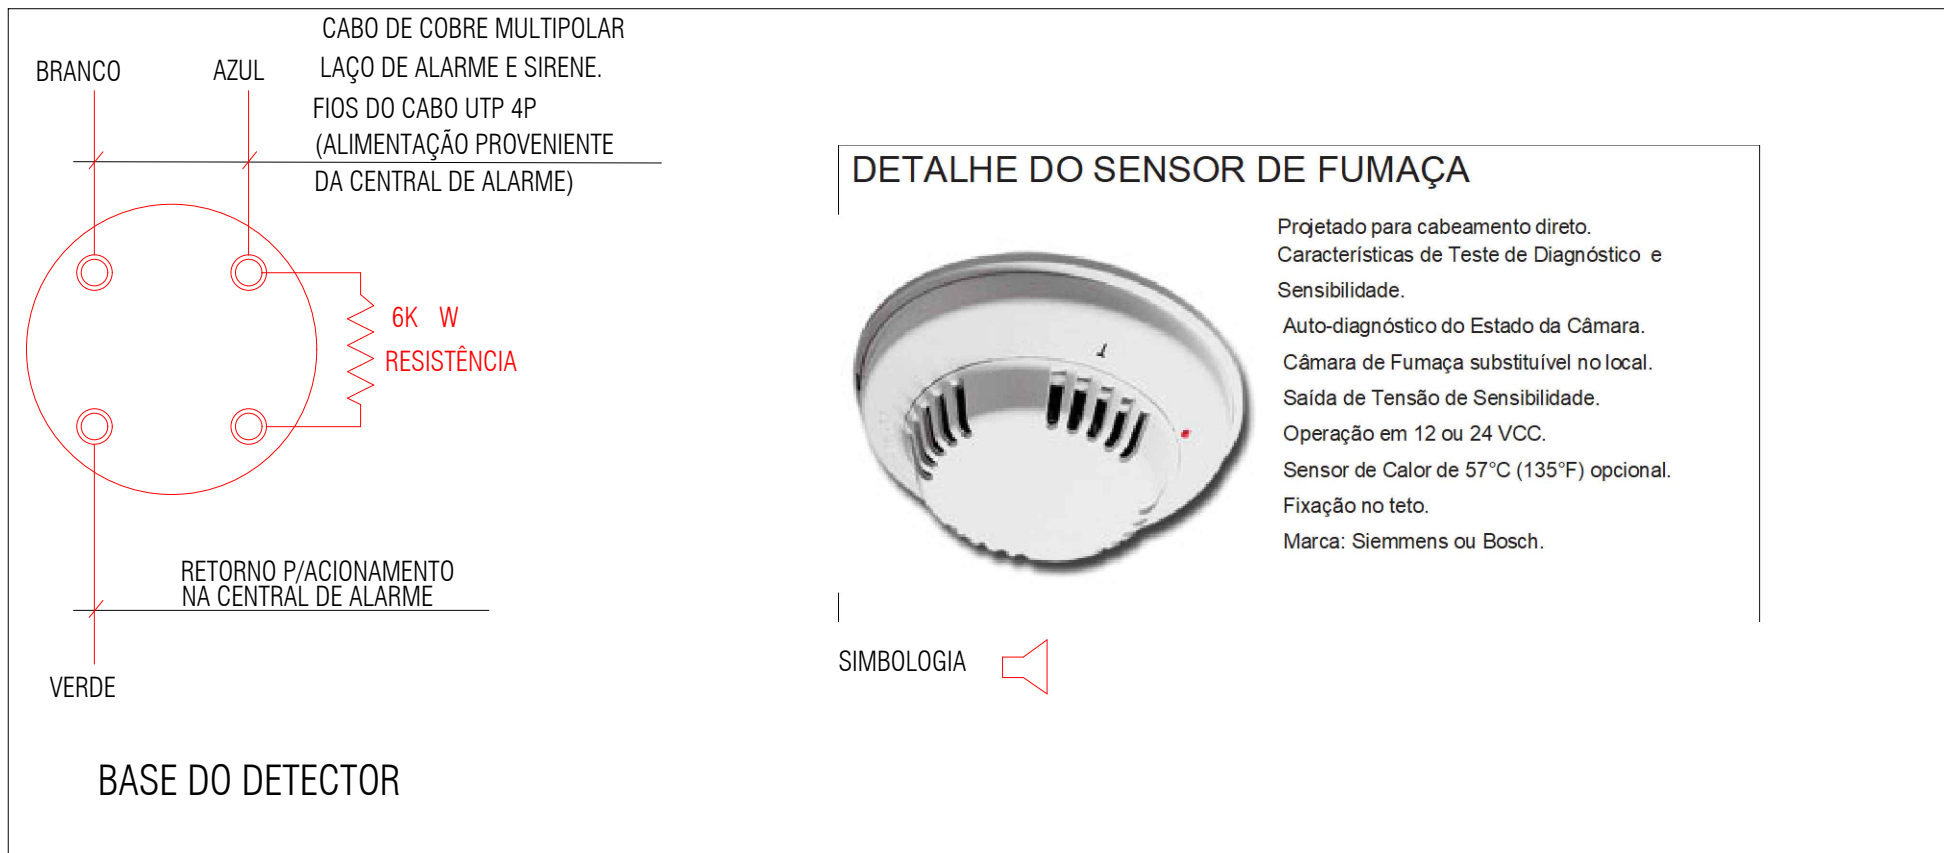 CABO DE COBRE MULTIPOLAR
LAÇO DE ALARME E SIRENE.
BRANCO
AZUL
FIOS DO CABO UTP 4P
(ALIMENTAÇÃO PROVENIENTE
DA CENTRAL DE ALARME)
6K W
RESISTÊNCIA
RETORNO P/ACIONAMENTO
NA CENTRAL DE ALARME
VERDE
BASE DO DETECTOR
DETALHE DO SENSOR DE FUMAÇA
Projetado para cabeamento direto.
Características de Teste de Diagnóstico e
Sensibilidade.
Auto-diagnóstico do Estado da Câmara.
Câmara de Fumaça substituível no local.
Saída de Tensão de Sensibilidade.
Operação em 12 ou 24 VCC.
Sensor de Calor de 57°C (135°F) opcional.
Fixação no teto.
Marca: Siemmens ou Bosch.
SIMBOLOGIA